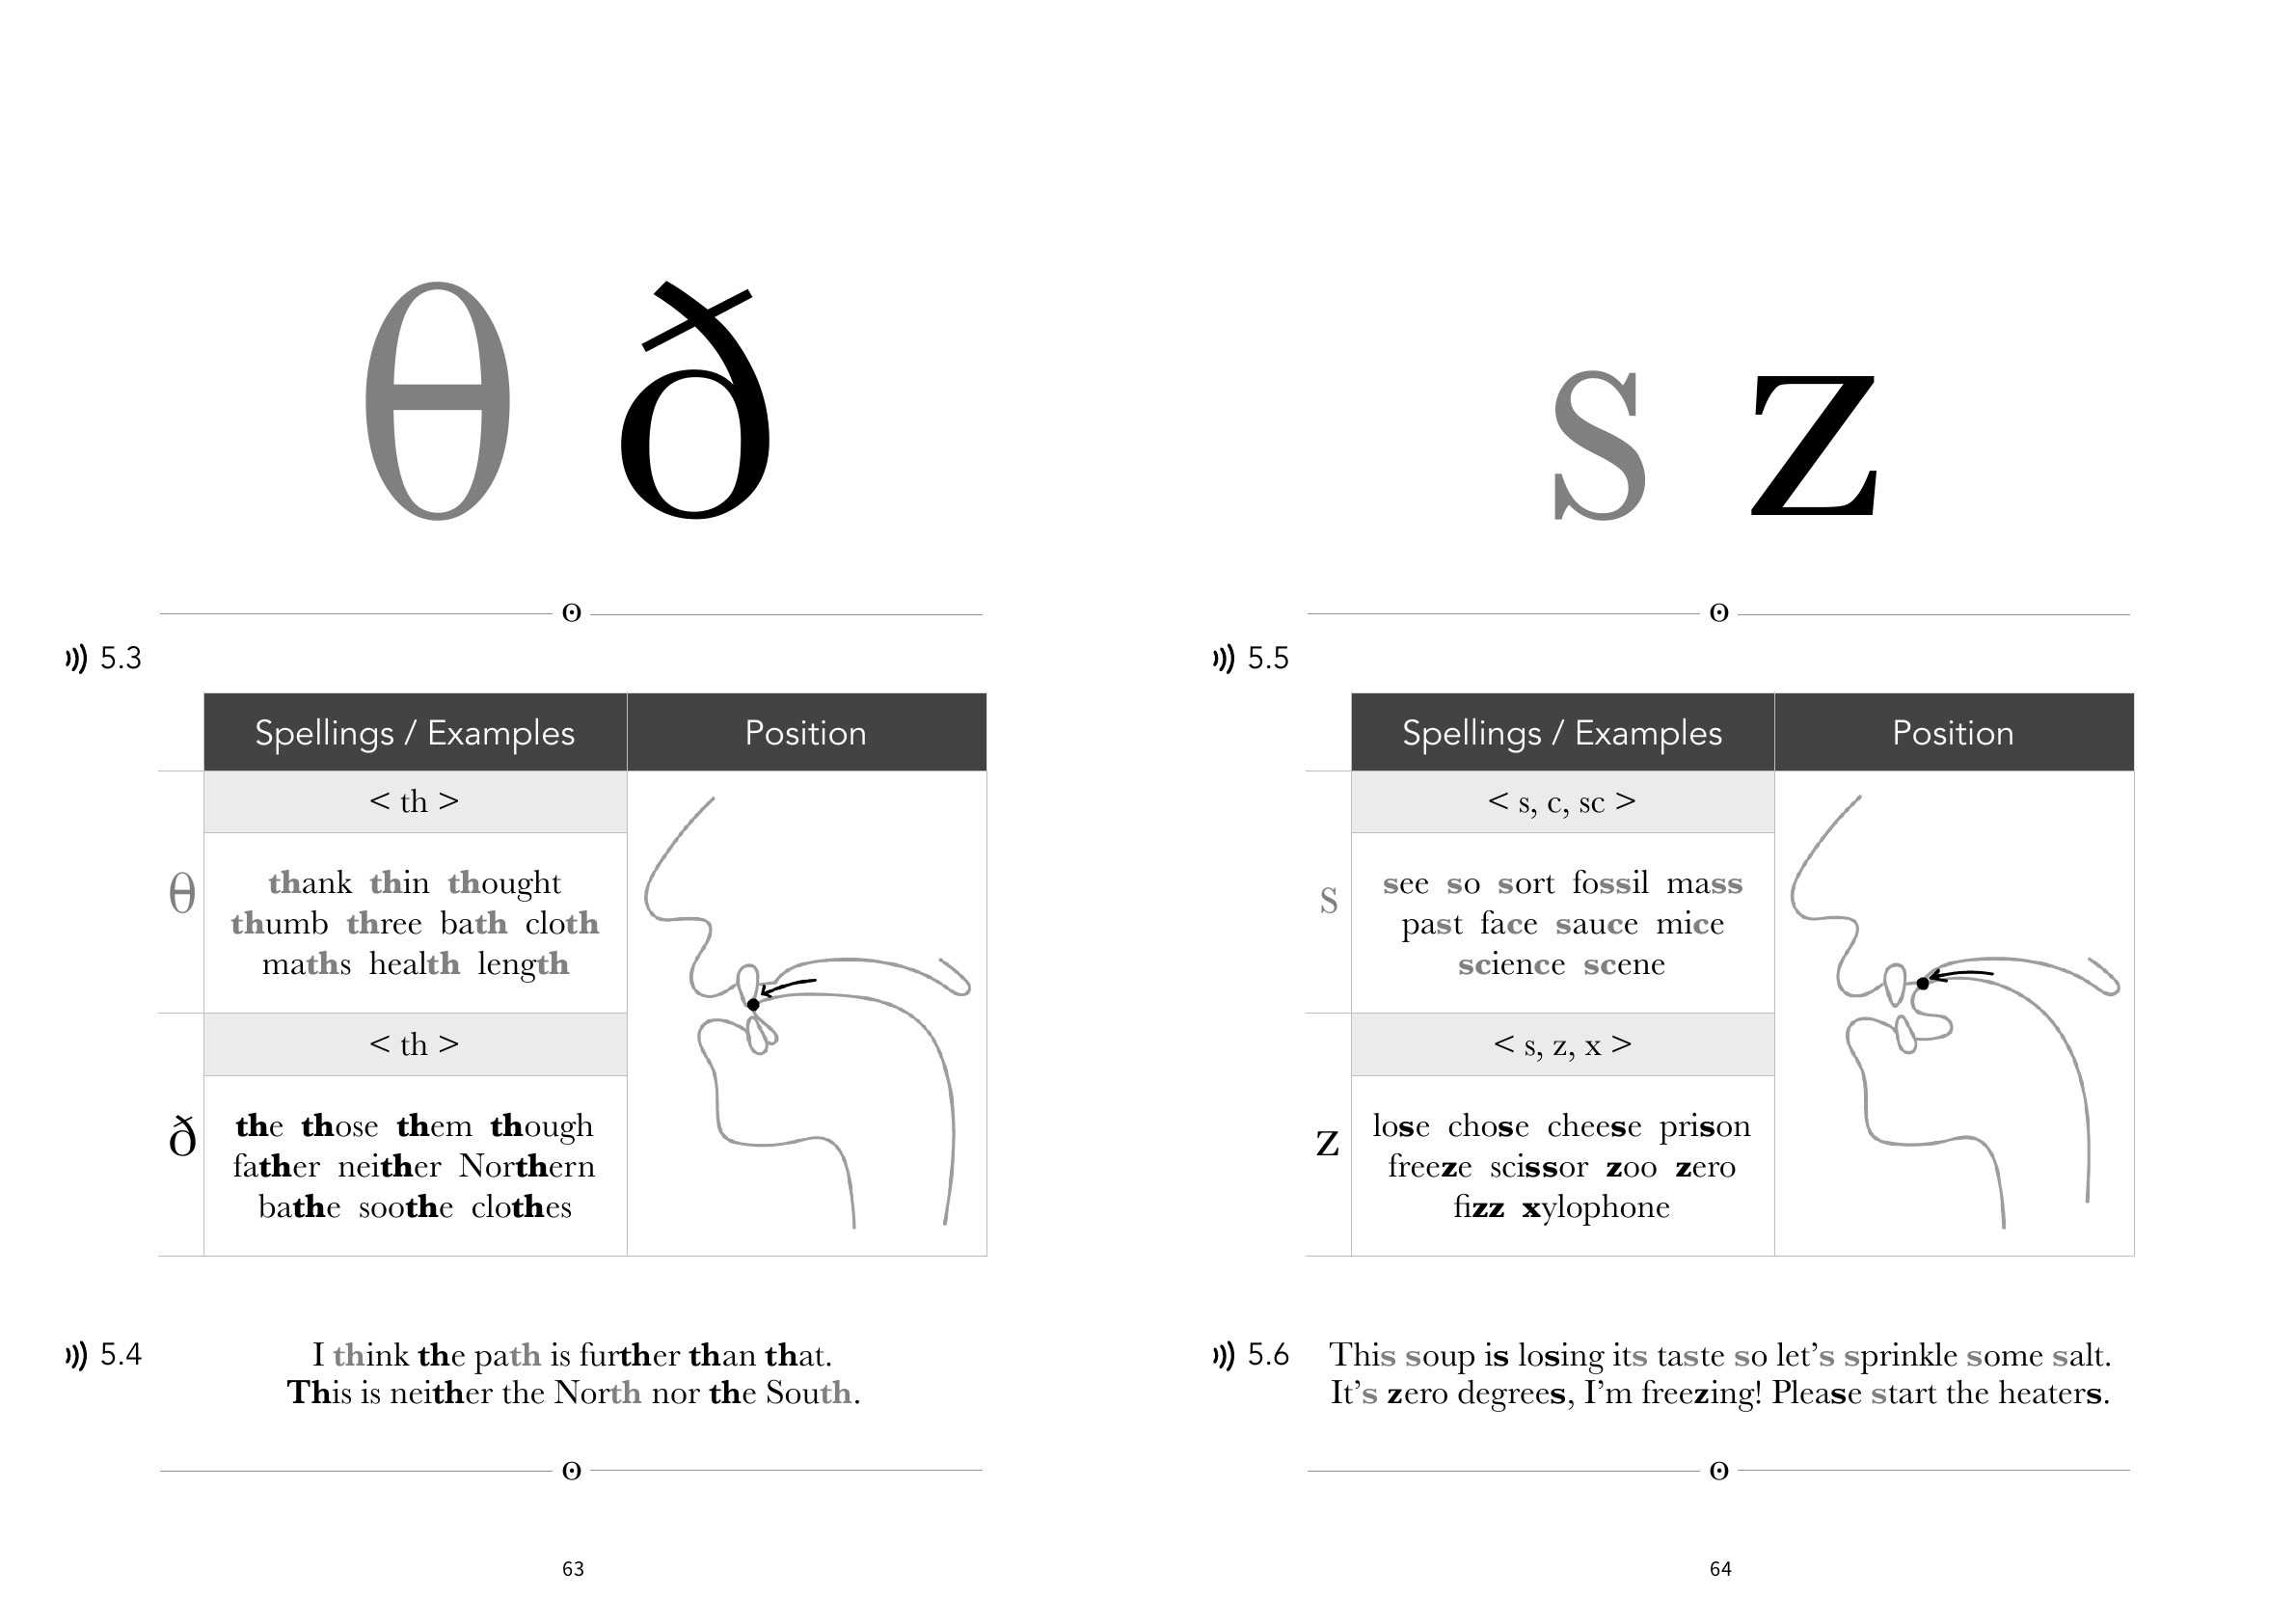 θ ð
5.3
Spellings / Examples Position
< th >
θ
thank thin thought
thumb three bath cloth
maths health length
< th >
ð
the those them though
father neither Northern
bathe soothe clothes
5.4
I think the path is further than that.
This is neither the North nor the South.
63
s z
5.5
Spellings / Examples Position
< s, c, sc >
s
see so sort fossil mass
past face sauce mice
science scene
< s, z, x >
z
lose chose cheese prison
freeze scissor zoo zero
fizz xylophone
5.6
This soup is losing its taste so let’s sprinkle some salt.
It’s zero degrees, I’m freezing! Please start the heaters.
64